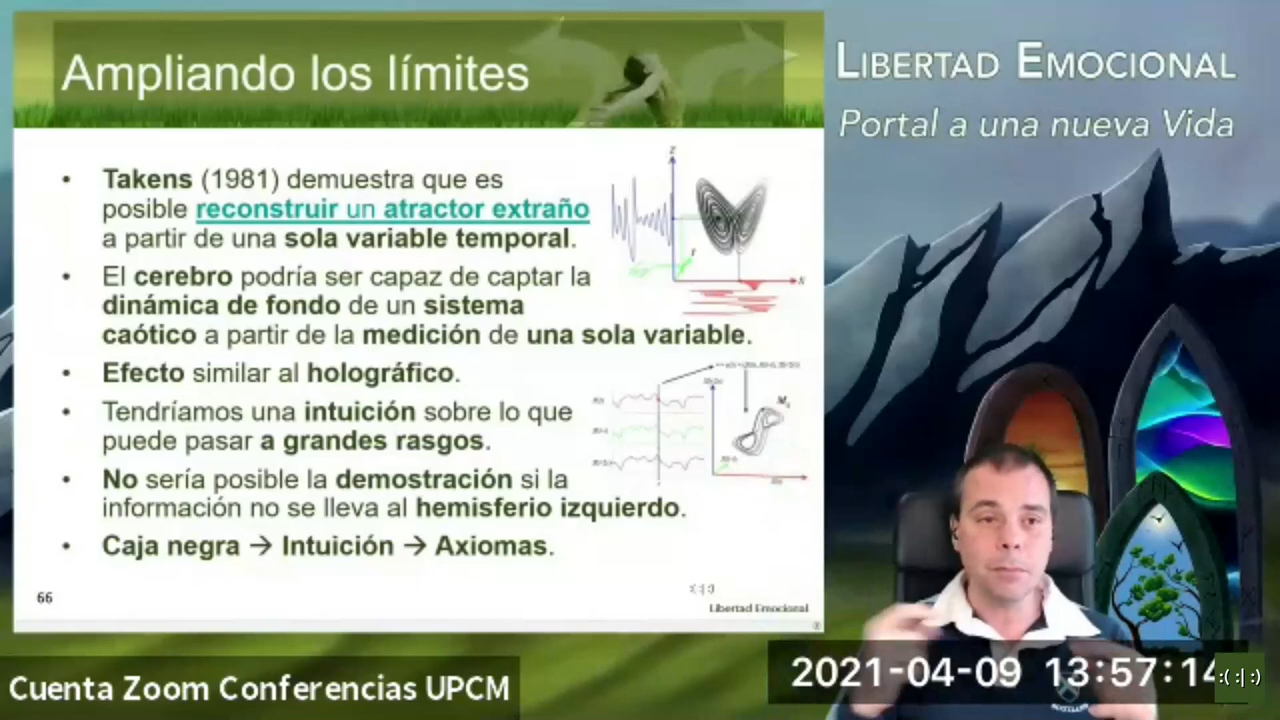 Ampliando los límites
LIBERTAD EMOCIONAL
Portal a una nueva Vida
• Takens (1981) demuestra que es
posible reconstruir un atractor extraño
a partir de una sola variable temporal.
• El cerebro podría ser capaz de captar la
dinámica de fondo de un sistema
caótico a partir de la medición de una sola variable.
• Efecto similar al holográfico.
• Tendríamos una intuición sobre lo que
puede pasar a grandes rasgos.
• No sería posible la demostración si la
información no se lleva al hemisferio izquierdo.
• Caja negra → Intuición → Axiomas.
Z
Y
X
66
:(:|:)
Libertad Emocional
Cuenta Zoom Conferencias UPCM
2021-04-09 13:57:14
:(:|:)